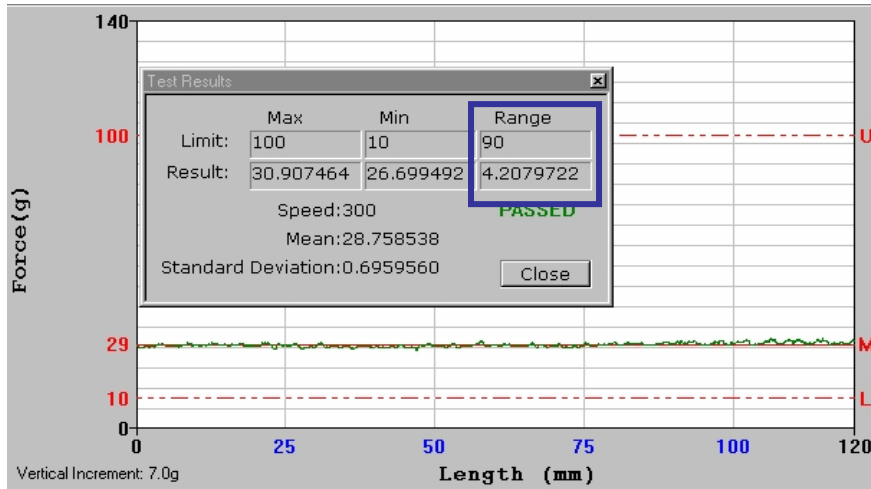 140
Test Results
Max Min Range
100 Limit: 100 10 90 U
Result: 30.907464 26.699492 4.2079722
Speed:300 PASSED
Mean:28.758538
Standard Deviation:0.6959560 Close
Force(g)
29 M
10 L
0
0 25 50 75 100 120
Vertical Increment: 7.0g Length (mm)